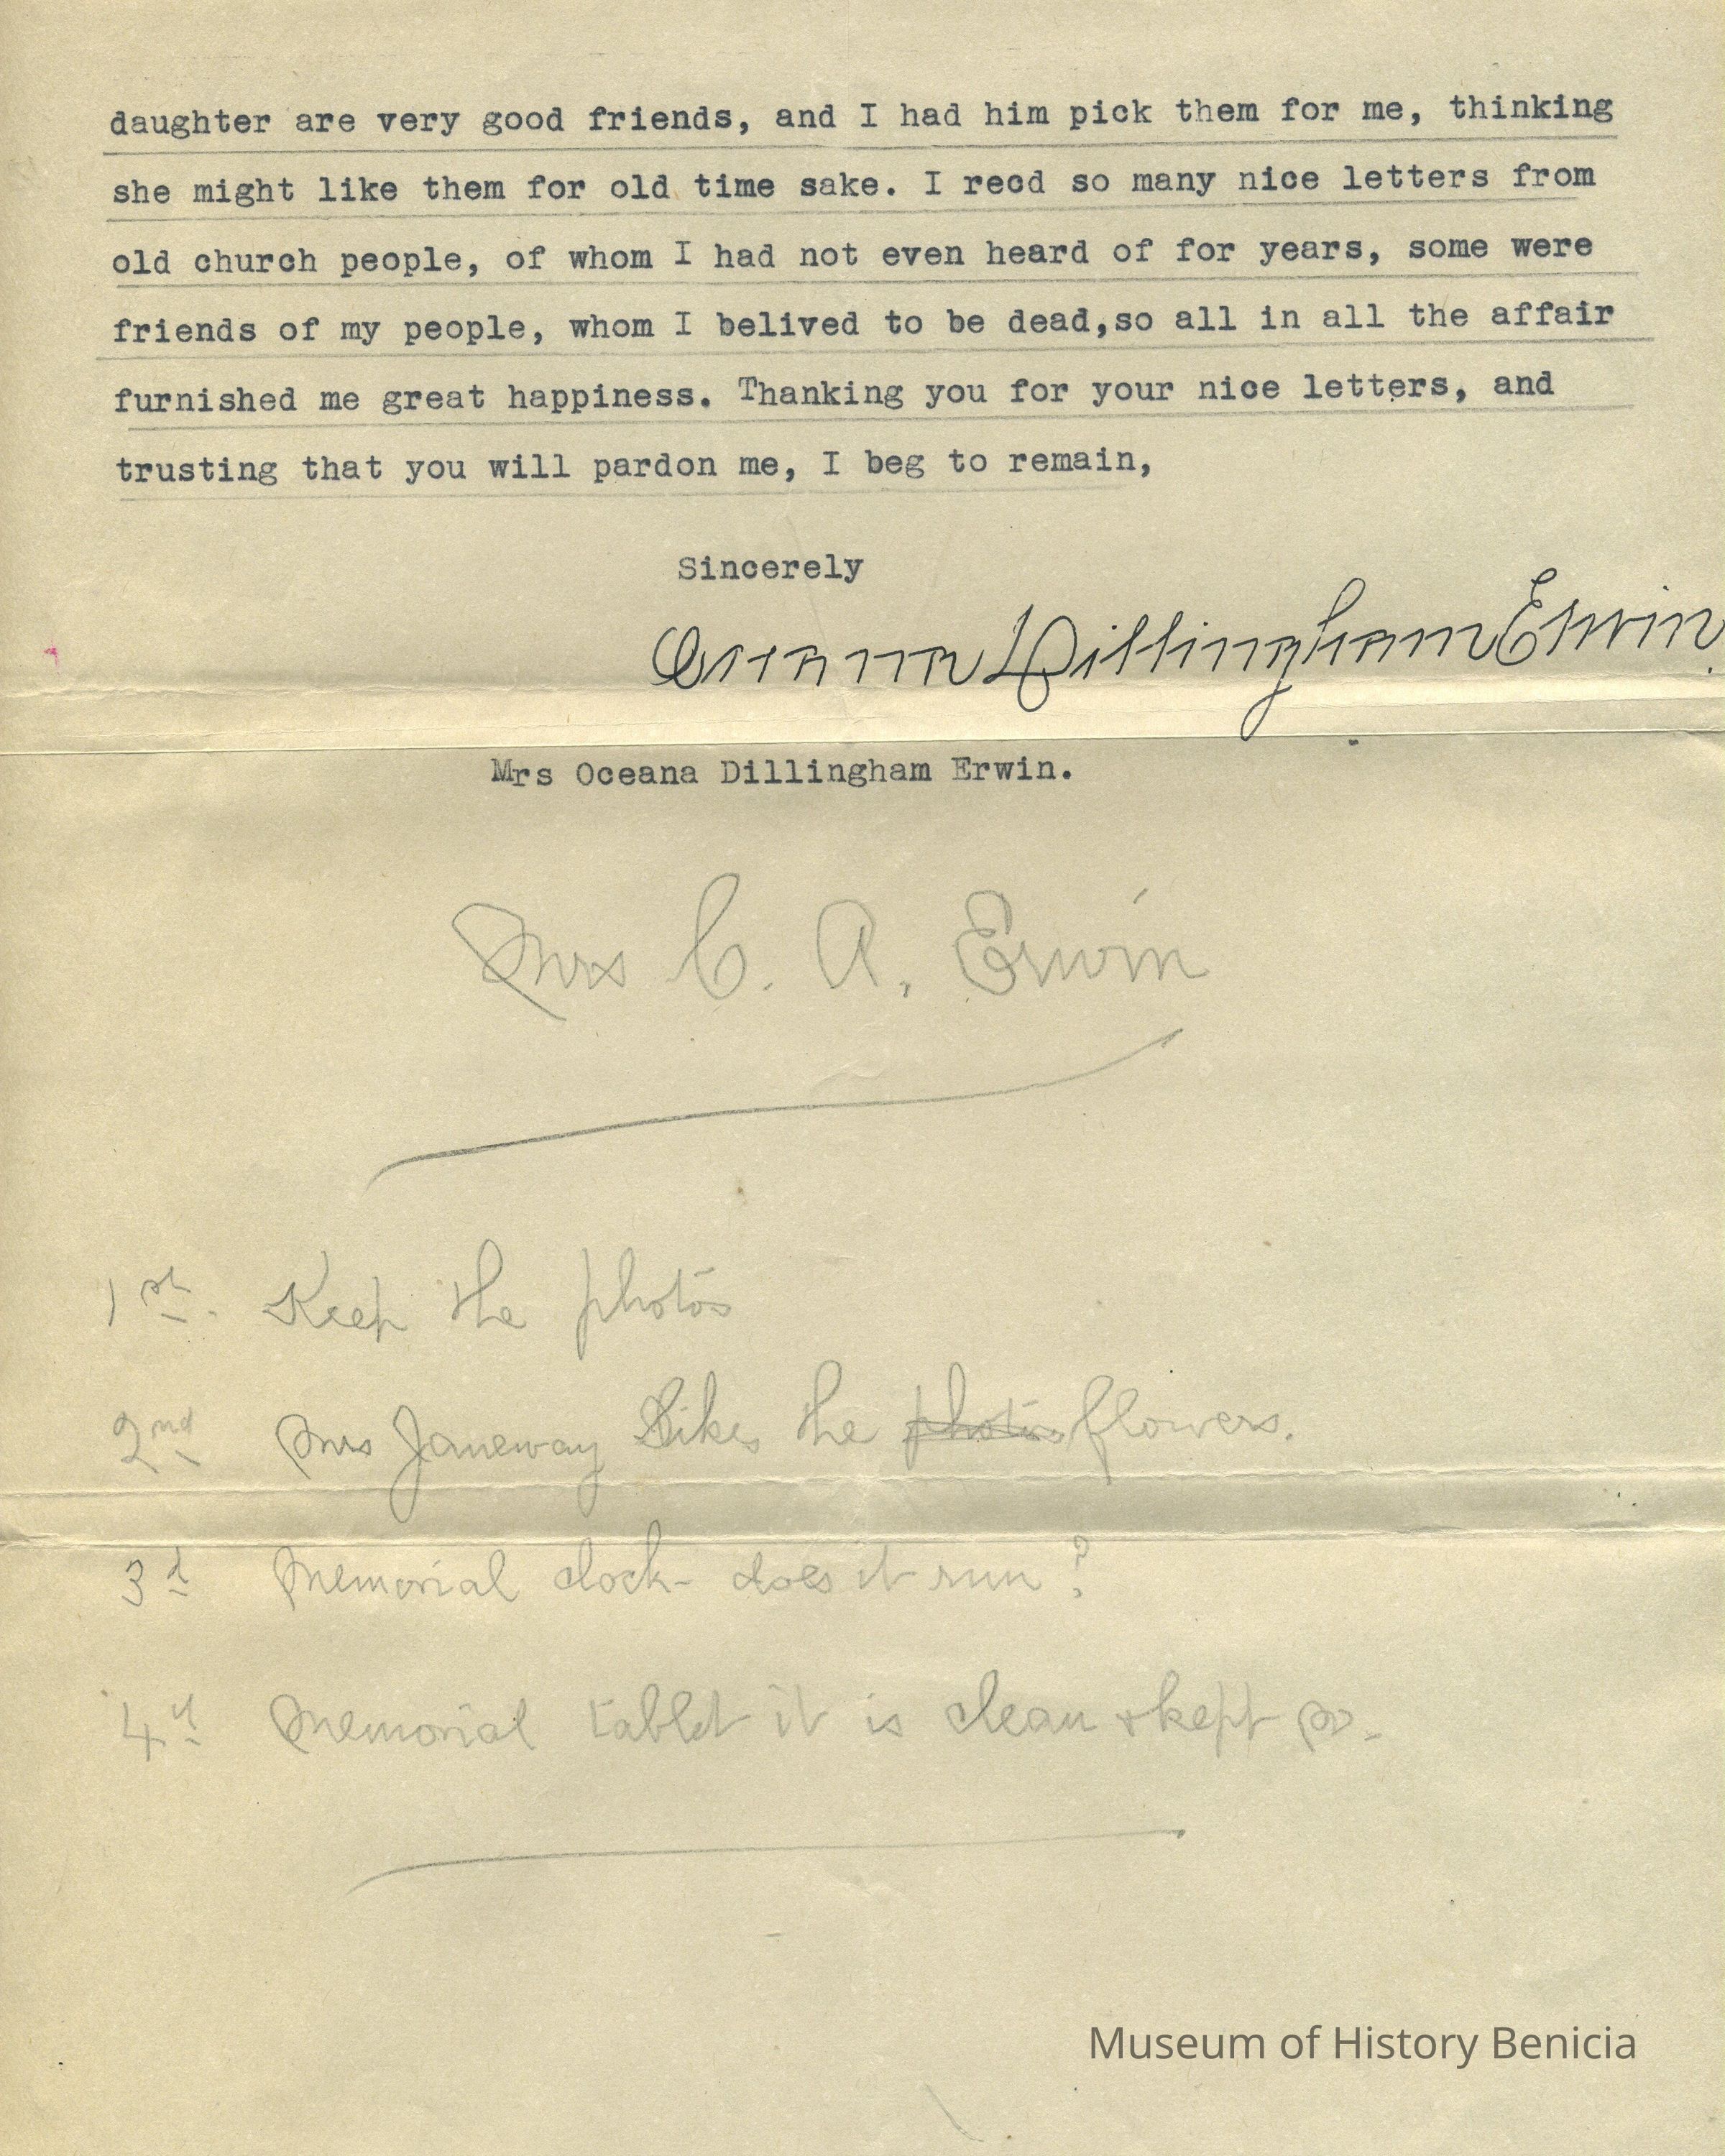 daughter are very good friends, and I had him pick them for me, thinking
she might like them for old time sake. I recd so many nice letters from
old church people, of whom I had not even heard of for years, some were
friends of my people, whom I belived to be dead,so all in all the affair
furnished me great happiness. Thanking you for your nice letters, and
trusting that you will pardon me, I beg to remain,
Sincerely
Oceana Dillingham Erwin.
Mrs Oceana Dillingham Erwin.
Mrs C. A. Erwin
1st. Keep the photos
2nd Mrs Janeway likes the photos flowers.
3d Memorial clock - does it run?
4th Memorial tablet it is clean & kept so.
Museum of History Benicia